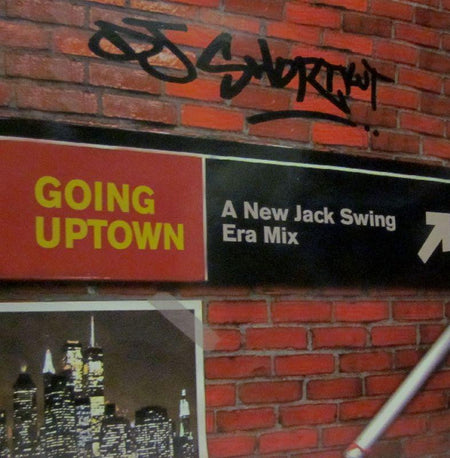 DJ SHORTKUT
GOING
UPTOWN
A New Jack Swing
Era Mix